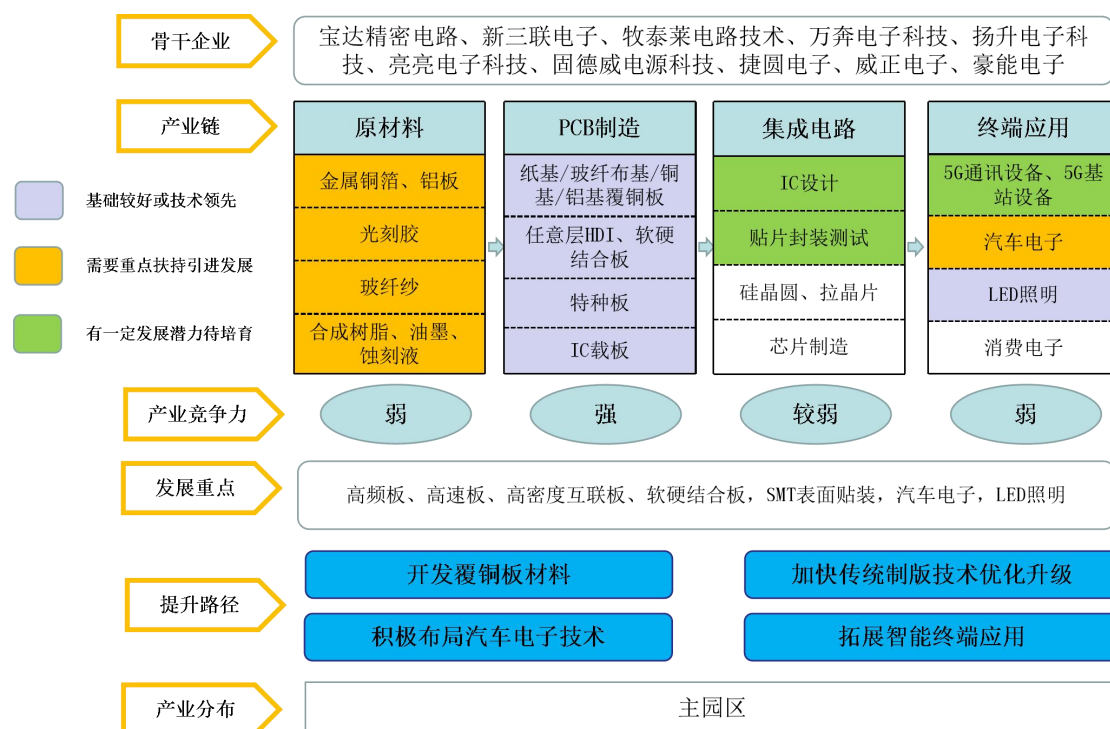 骨干企业
宝达精密电路、新三联电子、牧泰莱电路技术、万奔电子科技、扬升电子科
技、亮亮电子科技、固德威电源科技、捷圆电子、威正电子、豪能电子
产业链
原材料
PCB制造
集成电路
终端应用
基础较好或技术领先
需要重点扶持引进发展
有一定发展潜力待培育
金属铜箔、铝板
光刻胶
玻纤纱
合成树脂、油墨、
蚀刻液
纸基/玻纤布基/铜
基/铝基覆铜板
任意层HDI、软硬
结合板
特种板
IC载板
IC设计
贴片封装测试
硅晶圆、拉晶片
芯片制造
5G通讯设备、5G基
站设备
汽车电子
LED照明
消费电子
产业竞争力
弱
强
较弱
弱
发展重点
高频板、高速板、高密度互联板、软硬结合板，SMT表面贴装，汽车电子，LED照明
提升路径
开发覆铜板材料
加快传统制版技术优化升级
积极布局汽车电子技术
拓展智能终端应用
产业分布
主园区